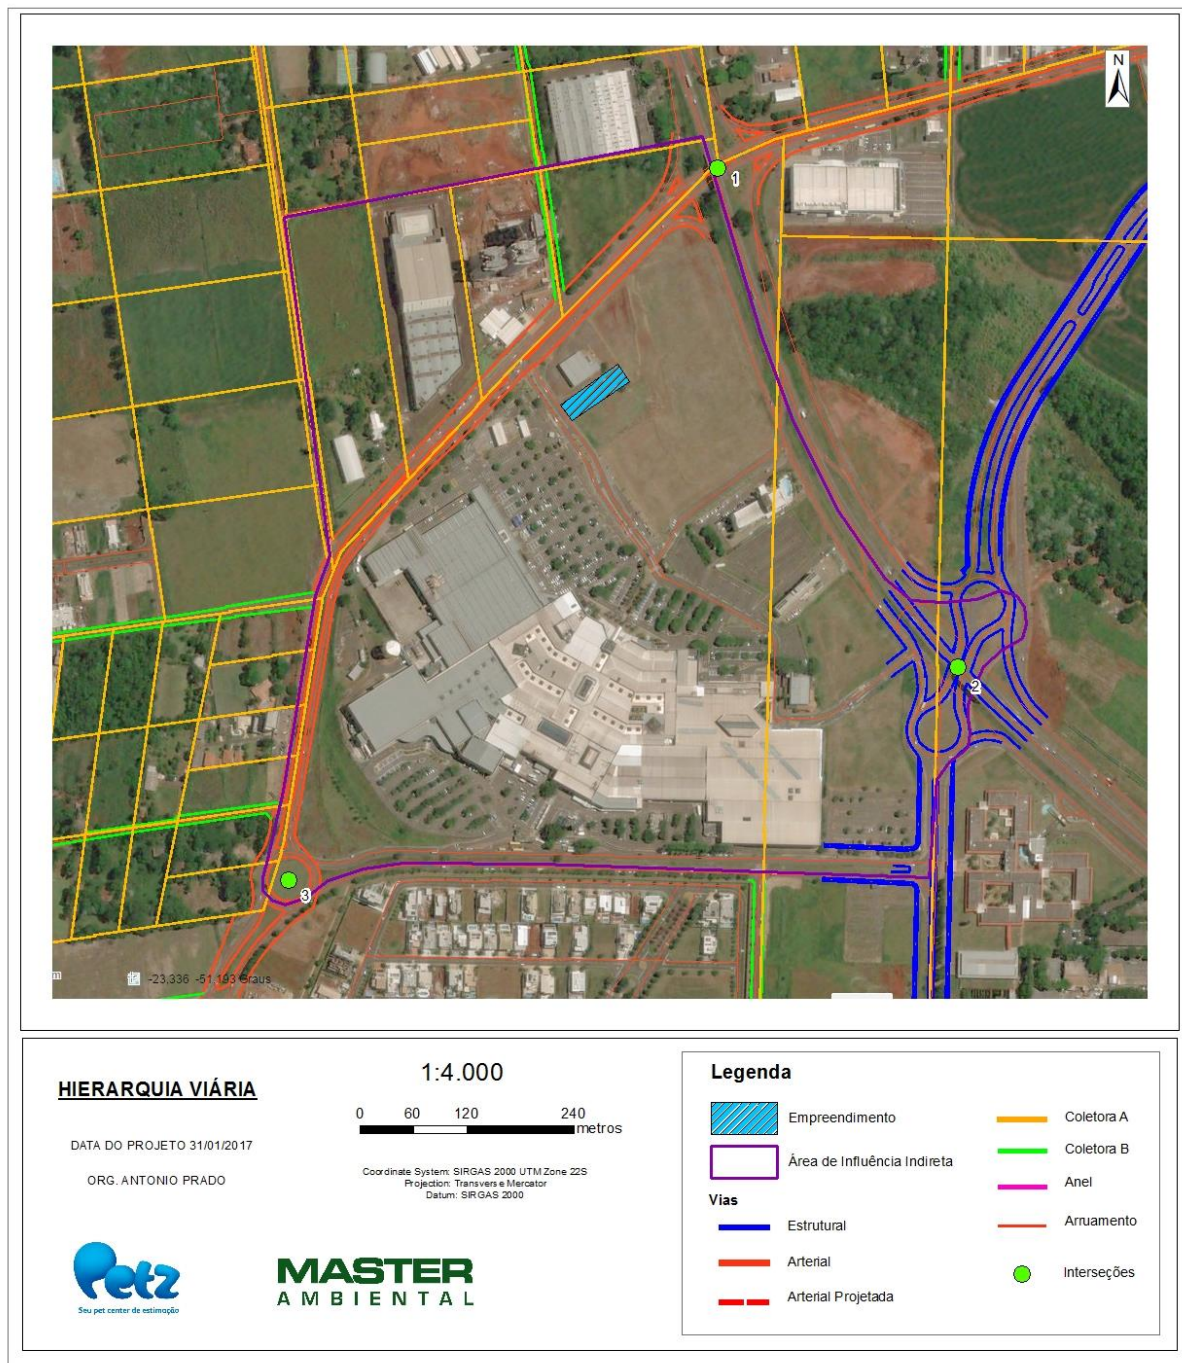 N
1
2
3
m
-23,336 -51,193 Graus
HIERARQUIA VIÁRIA
DATA DO PROJETO 31/01/2017
ORG. ANTONIO PRADO
1:4.000
0 60 120 240
metros
Coordinate System: SIRGAS 2000 UTM Zone 22S
Projection: Transverse Mercator
Datum: SIRGAS 2000
Petz
Seu pet center de estimação
MASTER
AMBIENTAL
Legenda
Empreendimento
Área de Influência Indireta
Vias
Estrutural
Arterial
Arterial Projetada
Coletora A
Coletora B
Anel
Arruamento
Interseções